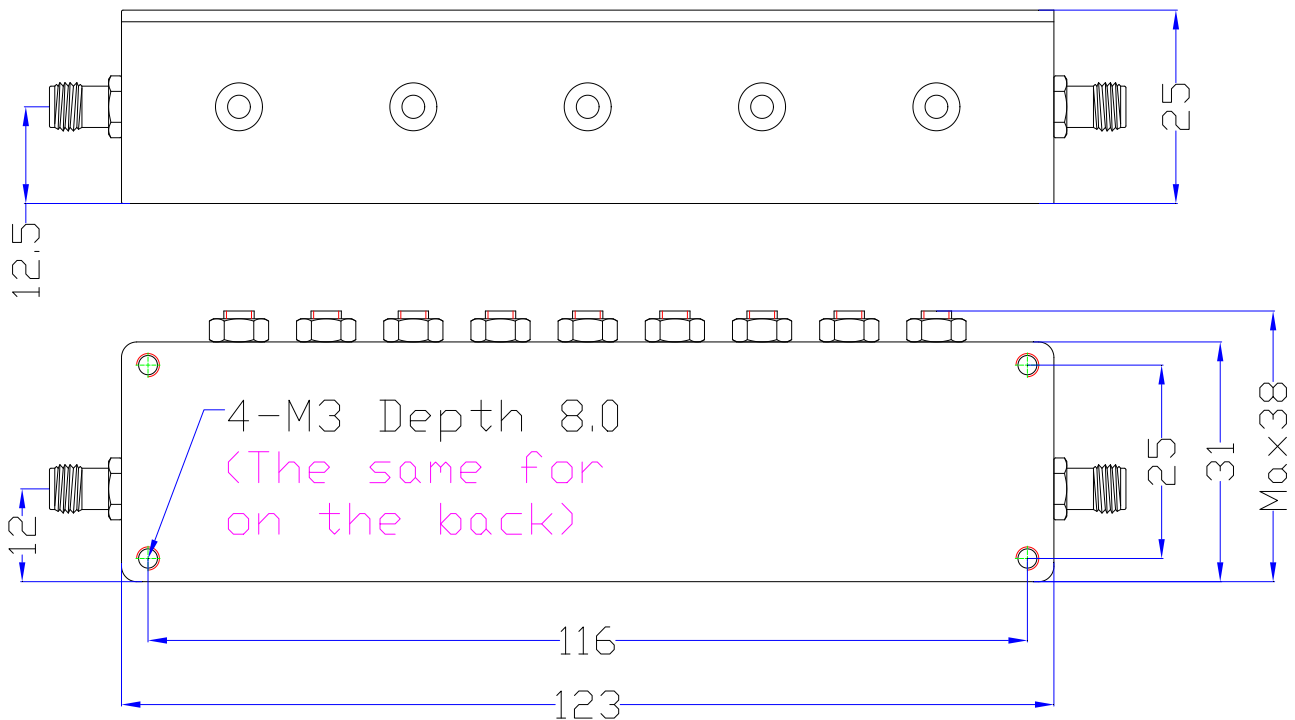 25
12.5
4-M3 Depth 8.0
(The same for
on the back)
12
25
31
Max38
116
123